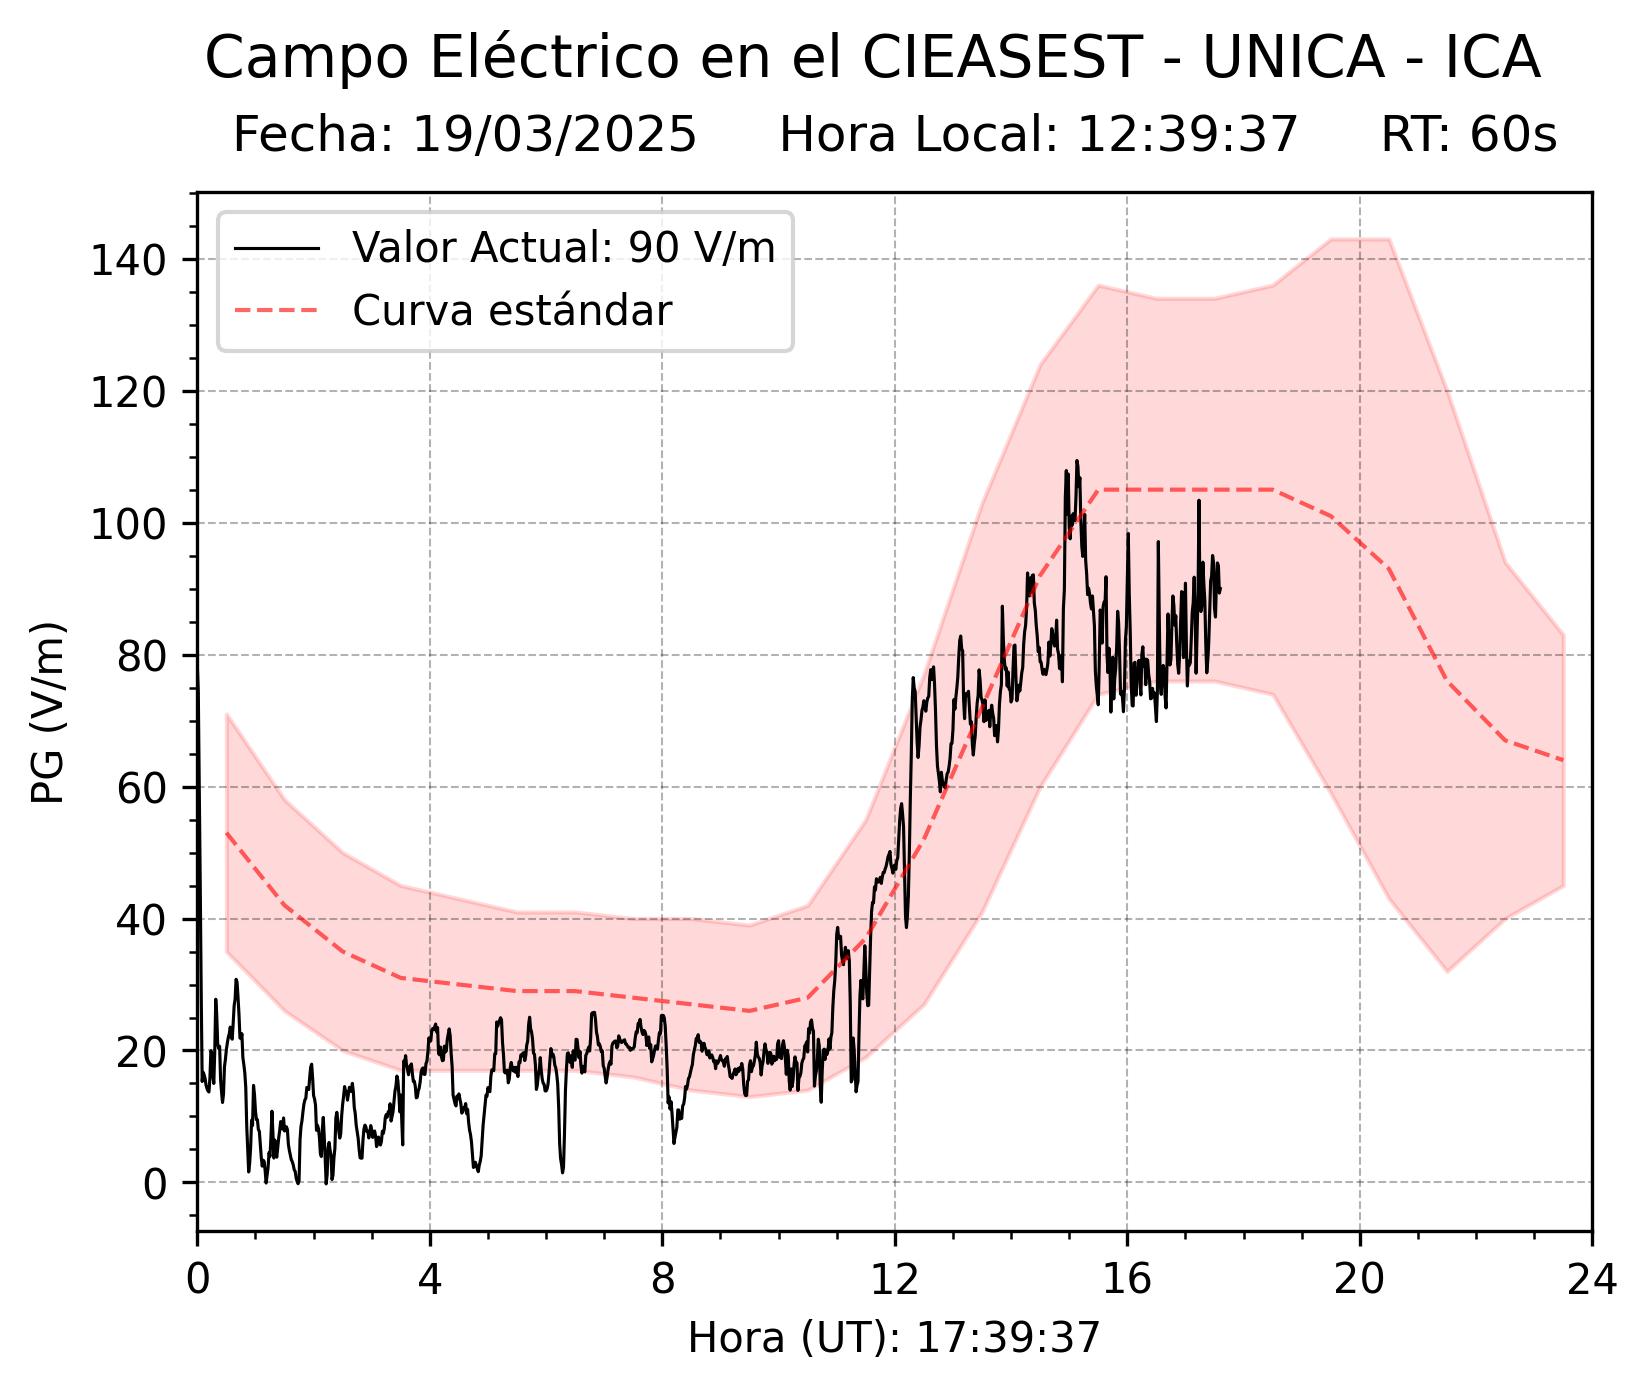 Campo Eléctrico en el CIEASEST - UNICA - ICA
Fecha: 19/03/2025 Hora Local: 12:39:37 RT: 60s
Valor Actual: 90 V/m
Curva estándar
PG (V/m)
140
120
100
80
60
40
20
0
0 4 8 12 16 20 24
Hora (UT): 17:39:37